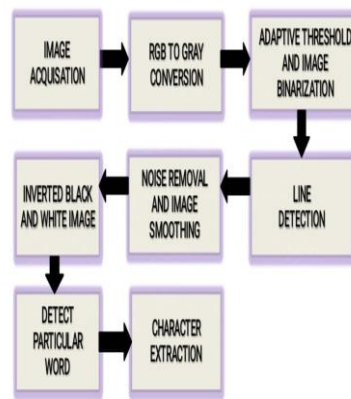 IMAGE
ACQUISATION
RGB TO GRAY
CONVERSION
ADAPTIVE THRESHOLD
AND IMAGE
BINARIZATION
LINE
DETECTION
NOISE REMOVAL
AND IMAGE
SMOOTHING
INVERTED BLACK
AND WHITE IMAGE
DETECT
PARTICULAR
WORD
CHARACTER
EXTRACTION